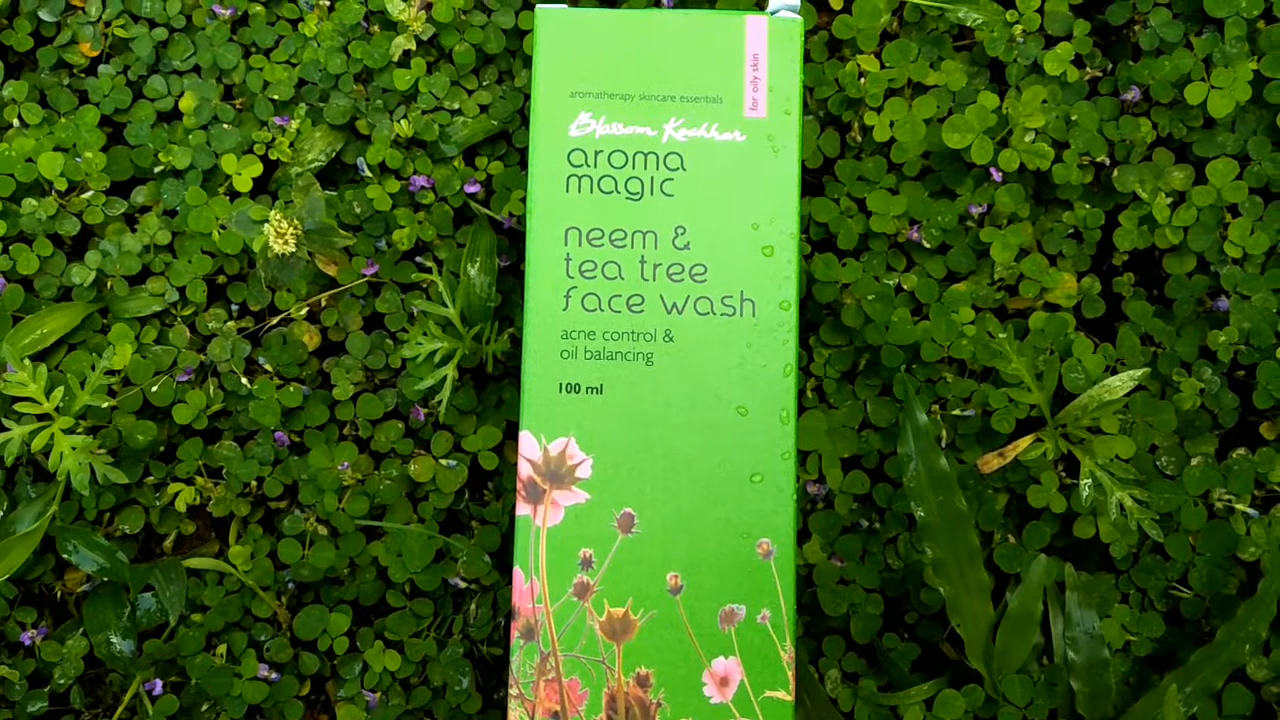 for oily skin
aromatherapy skincare essentials
Blossom Kochhar
aroma
magic
neem &
tea tree
face wash
acne control &
oil balancing
100 ml